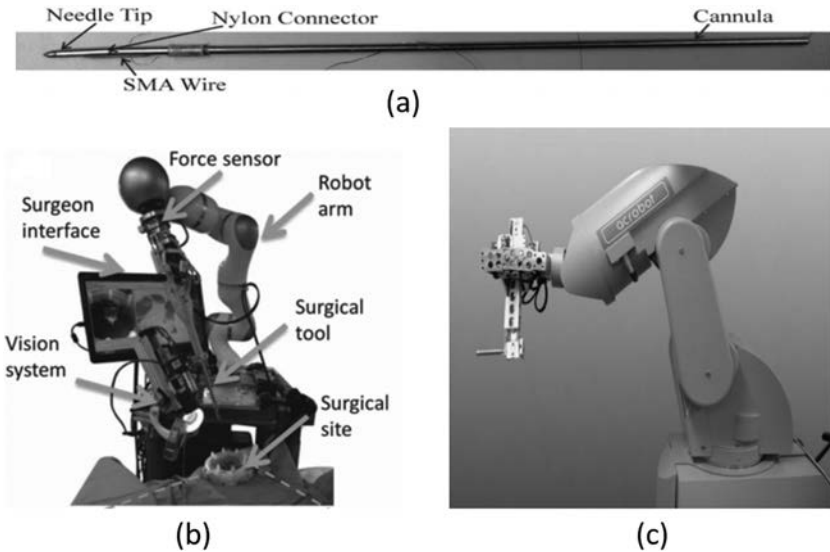 Needle Tip
Nylon Connector
Cannula
SMA Wire
(a)
Force sensor
Surgeon
interface
Robot
arm
Surgical
tool
Vision
system
Surgical
site
acrobot
(b)
(c)